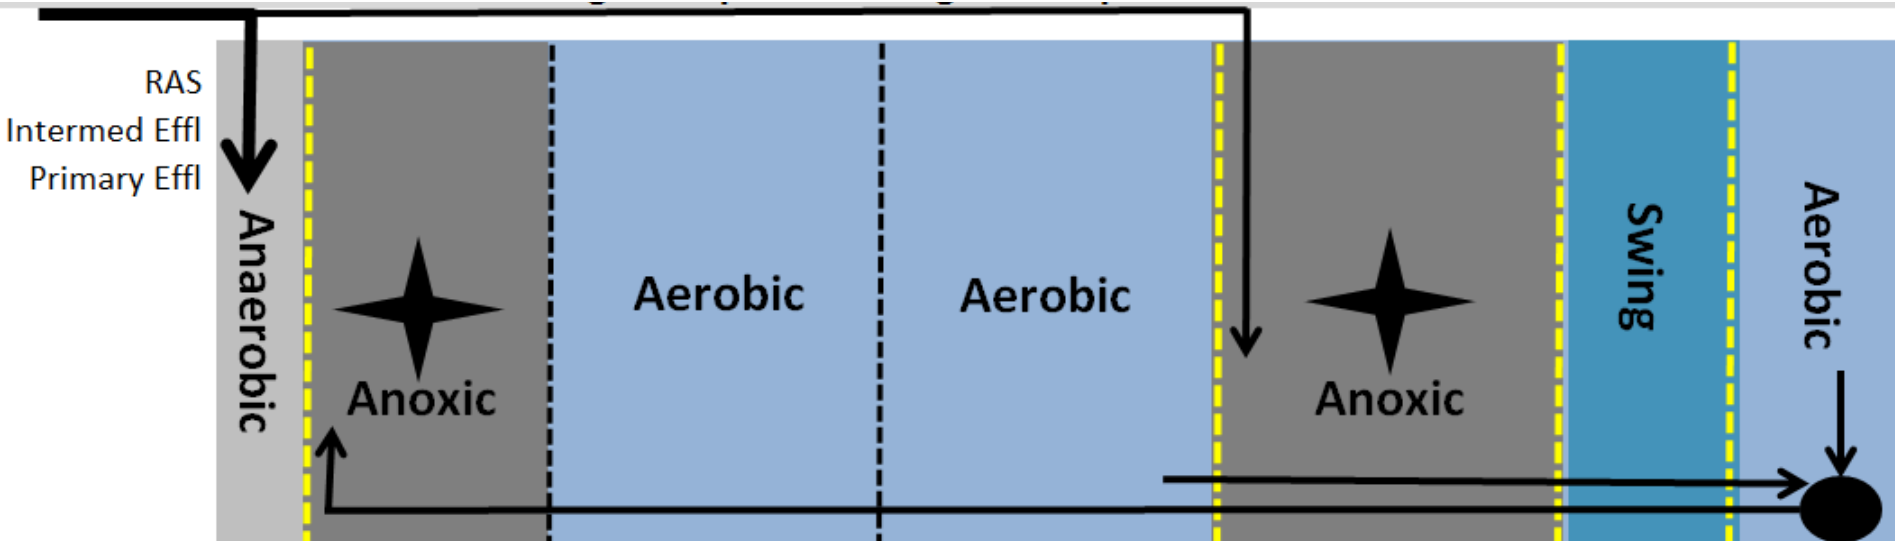 RAS
Intermed Effl
Primary Effl
Anaerobic
Anoxic
Aerobic
Aerobic
Anoxic
Swing
Aerobic